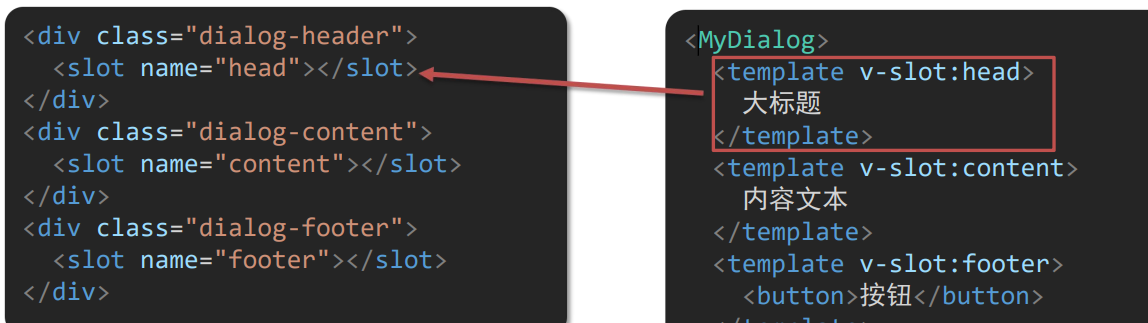 <div class="dialog-header">
<slot name="head"></slot>
</div>
<div class="dialog-content">
<slot name="content"></slot>
</div>
<div class="dialog-footer">
<slot name="footer"></slot>
</div>
<MyDialog>
<template v-slot:head>
大标题
</template>
<template v-slot:content>
内容文本
</template>
<template v-slot:footer>
<button>按钮</button>
</template>